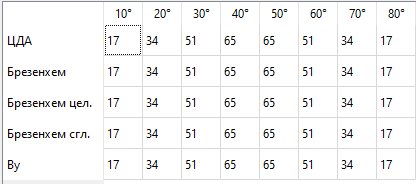 10° 20° 30° 40° 50° 60° 70° 80°
ЦДА 17 34 51 65 65 51 34 17
Брезенхем 17 34 51 65 65 51 34 17
Брезенхем цел. 17 34 51 65 65 51 34 17
Брезенхем сгл. 17 34 51 65 65 51 34 17
Ву 17 34 51 65 65 51 34 17